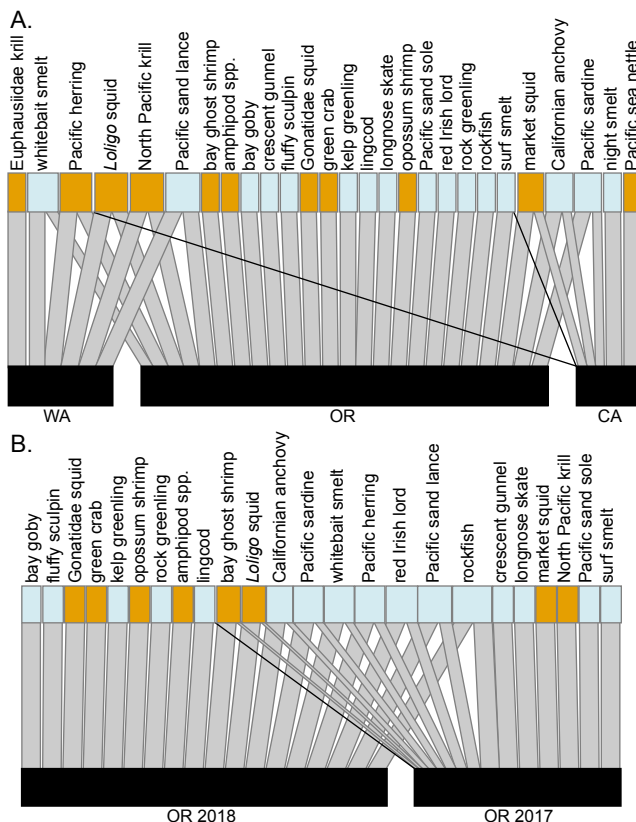 A.
Euphausiidae krill
whitebait smelt
Pacific herring
Loligo squid
North Pacific krill
Pacific sand lance
bay ghost shrimp
amphipod spp.
bay goby
crescent gunnel
fluffy sculpin
Gonatidae squid
green crab
kelp greenling
lingcod
longnose skate
opossum shrimp
Pacific sand sole
red Irish lord
rock greenling
rockfish
surf smelt
market squid
Californian anchovy
Pacific sardine
night smelt
Pacific sea nettle
WA
OR
CA
B.
bay goby
fluffy sculpin
Gonatidae squid
green crab
kelp greenling
opossum shrimp
rock greenling
amphipod spp.
lingcod
bay ghost shrimp
Loligo squid
Californian anchovy
Pacific sardine
whitebait smelt
Pacific herring
red Irish lord
Pacific sand lance
rockfish
crescent gunnel
longnose skate
market squid
North Pacific krill
Pacific sand sole
surf smelt
OR 2018
OR 2017